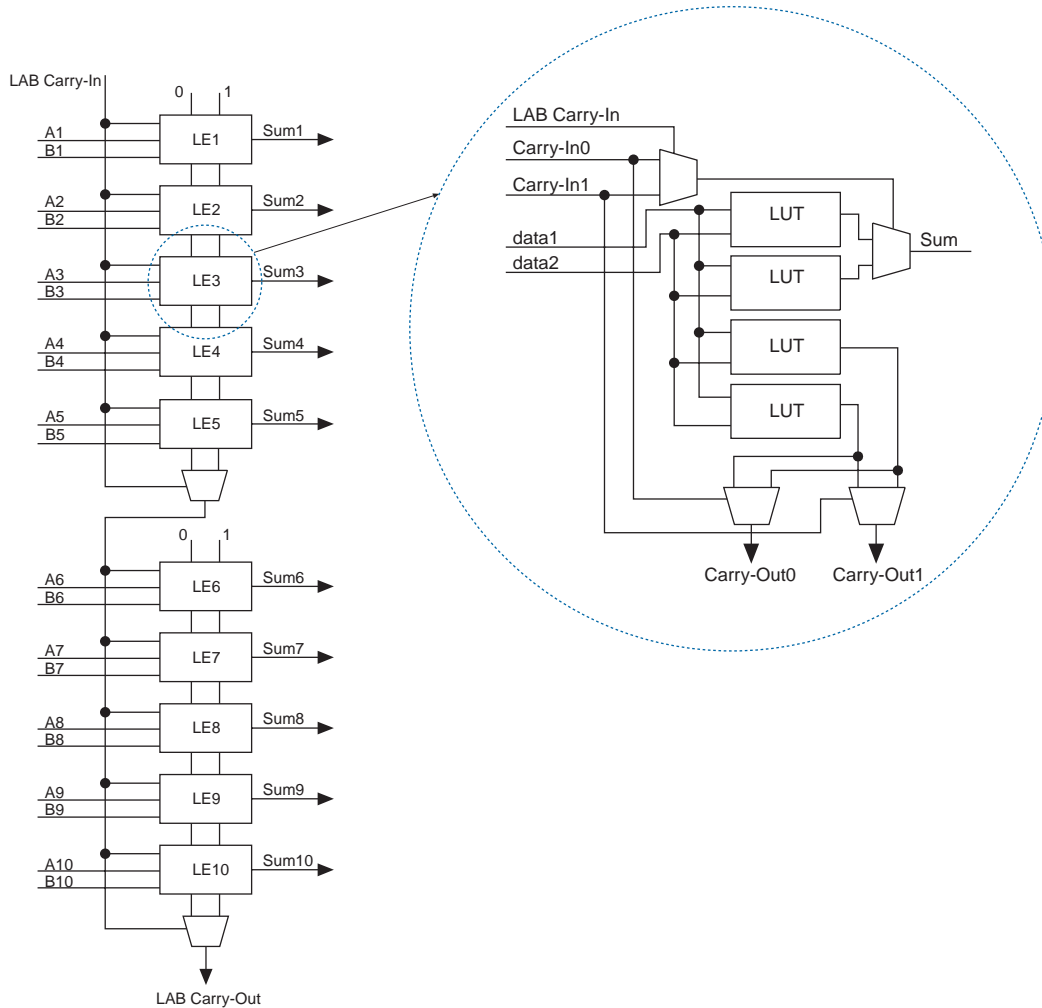 LAB Carry-In
0 1
A1
B1
LE1
Sum1
A2
B2
LE2
Sum2
A3
B3
LE3
Sum3
A4
B4
LE4
Sum4
A5
B5
LE5
Sum5
0 1
A6
B6
LE6
Sum6
A7
B7
LE7
Sum7
A8
B8
LE8
Sum8
A9
B9
LE9
Sum9
A10
B10
LE10
Sum10
LAB Carry-Out
LAB Carry-In
Carry-In0
Carry-In1
data1
data2
LUT
LUT
LUT
LUT
Sum
Carry-Out0
Carry-Out1